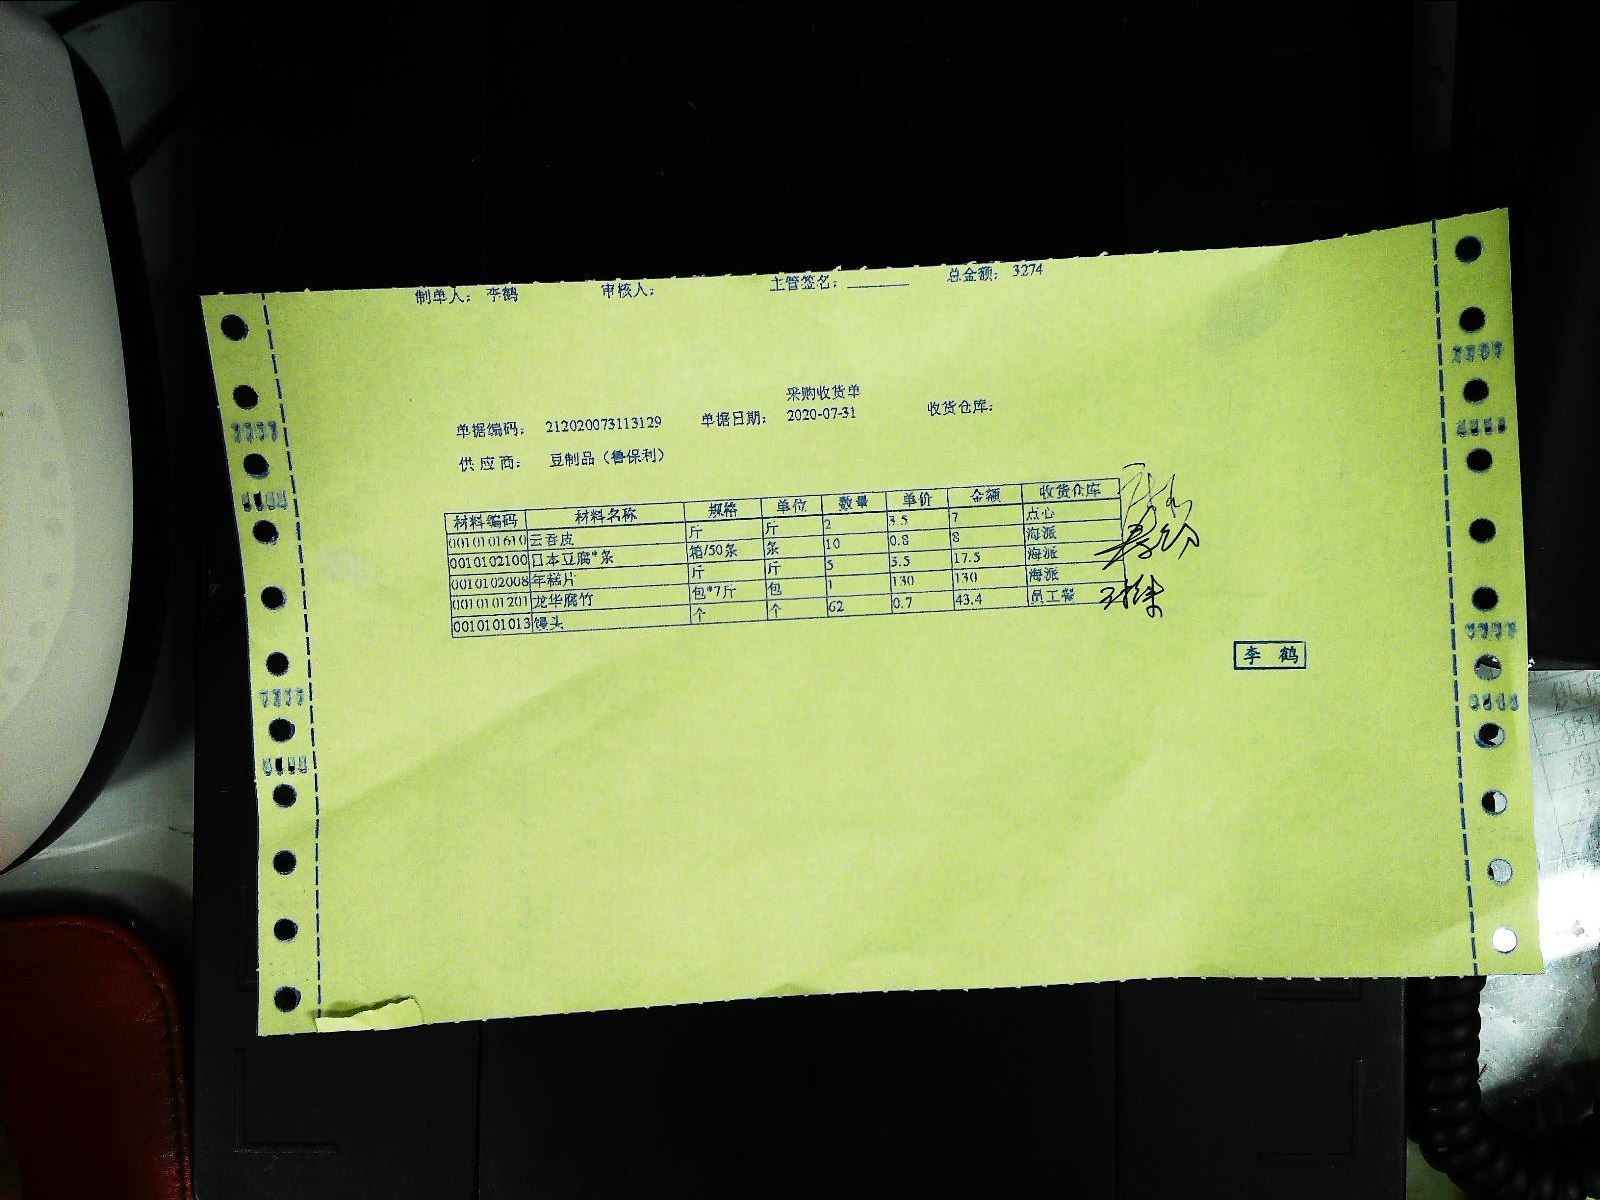 制单人： 李鹤 审核人： 主管签名：________ 总金额： 3274
采购收货单
单据编码： 212020073113129 单据日期： 2020-07-31 收货仓库：
供 应 商： 豆制品（鲁保利）
材料编码 材料名称 规格 单位 数量 单价 金额 收货仓库
0010101610 云吞皮 斤 斤 2 3.5 7 点心
0010102100 日本豆腐*条 箱/50条 条 10 0.8 8 海派
0010102008 年糕片 斤 斤 5 3.5 17.5 海派
0010101201 龙华腐竹 包*7斤 包 1 130 130 海派
0010101013 馒头 个 个 62 0.7 43.4 员工餐
李 鹤